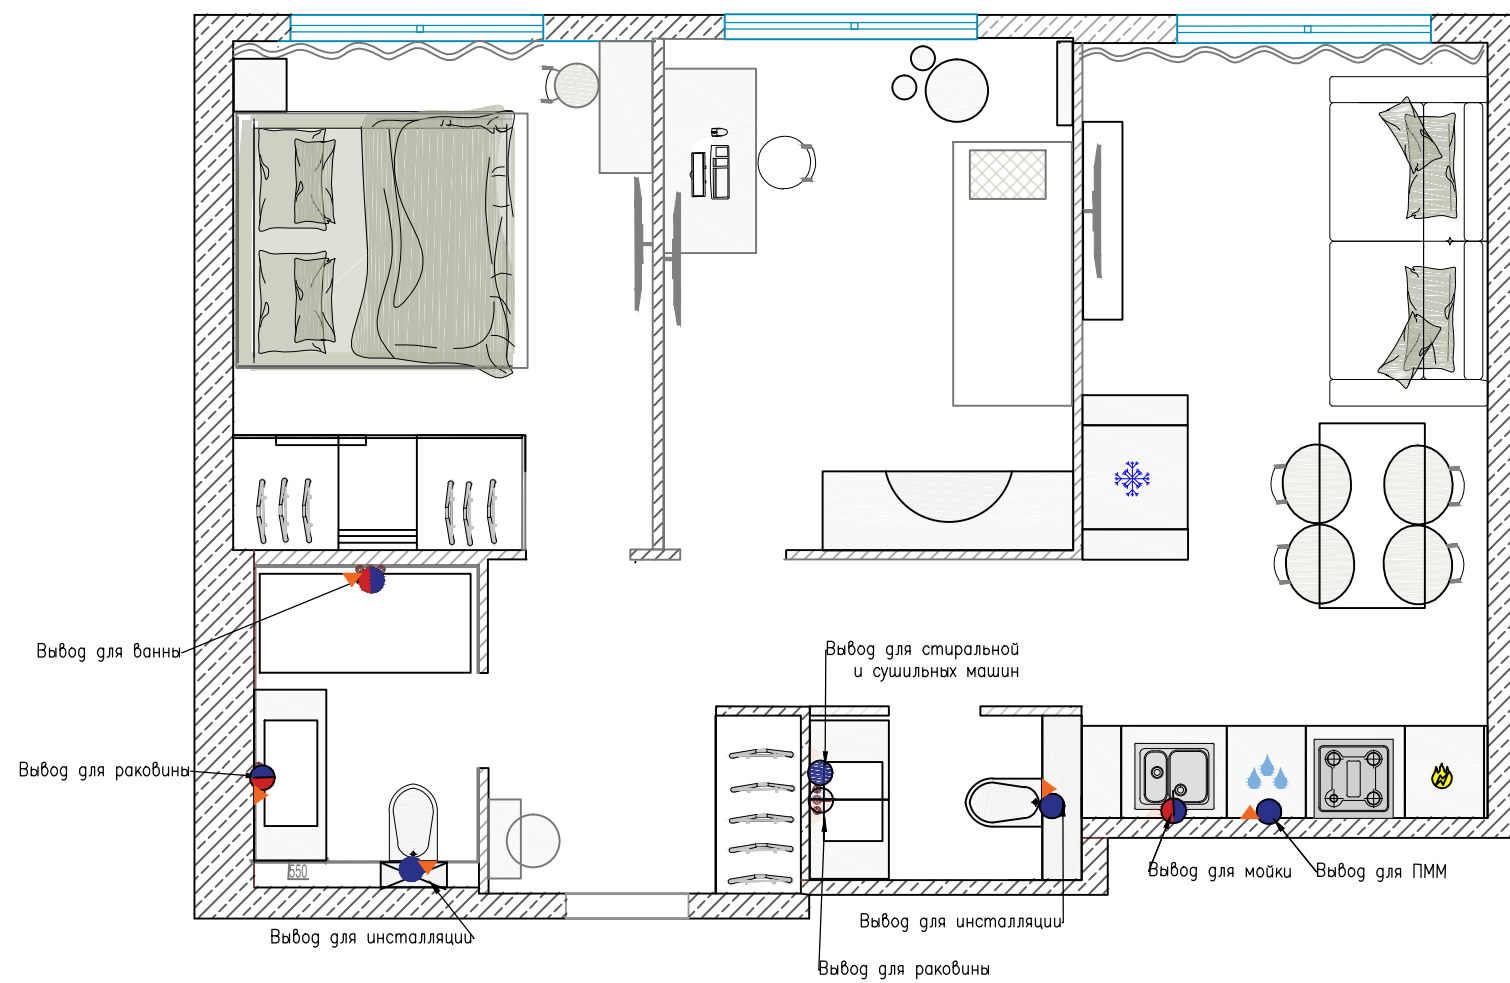 Вывод для ванны
Вывод для стиральной
и сушильных машин
Вывод для раковины
550
Вывод для мойки
Вывод для ПММ
Вывод для инсталляции
Вывод для инсталляции
Вывод для раковины